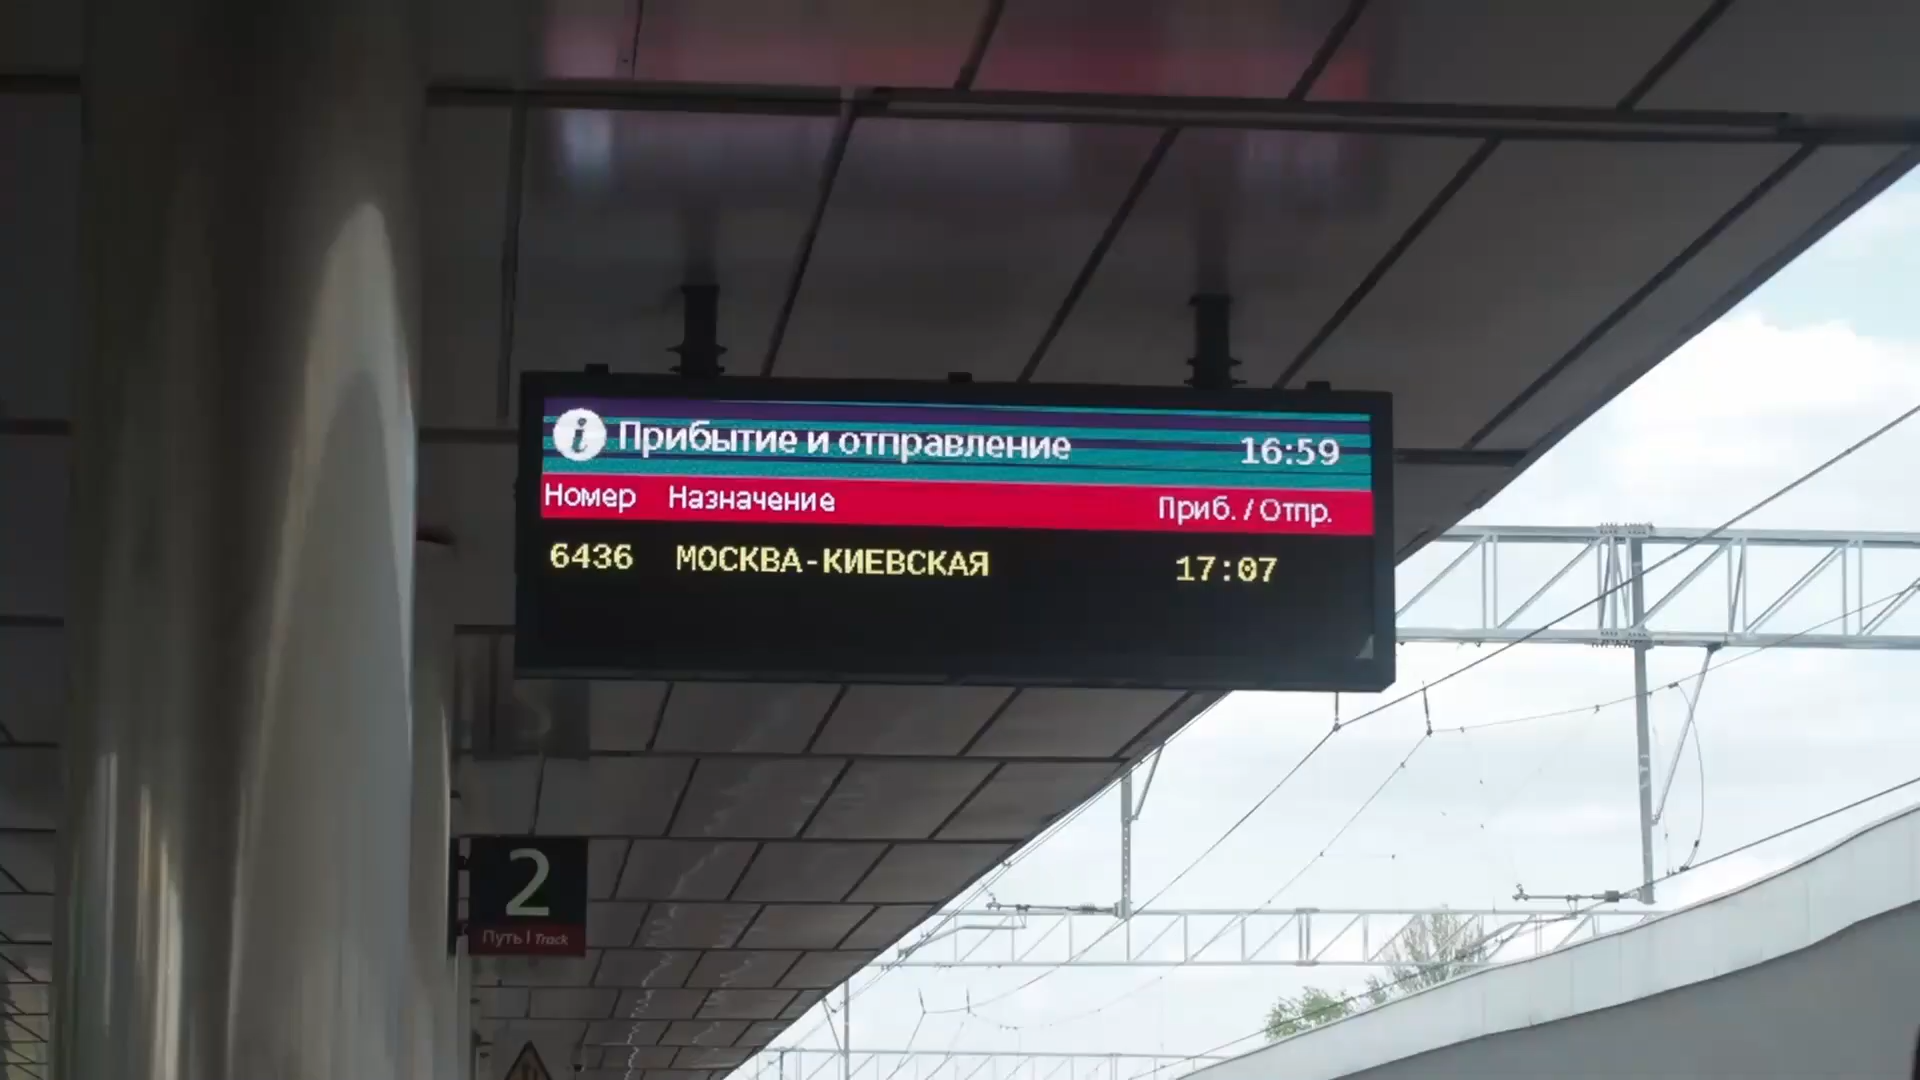 i Прибытие и отправление 16:59
Номер Назначение Приб. / Отпр.
6436 МОСКВА-КИЕВСКАЯ 17:07
2
Путь | Track